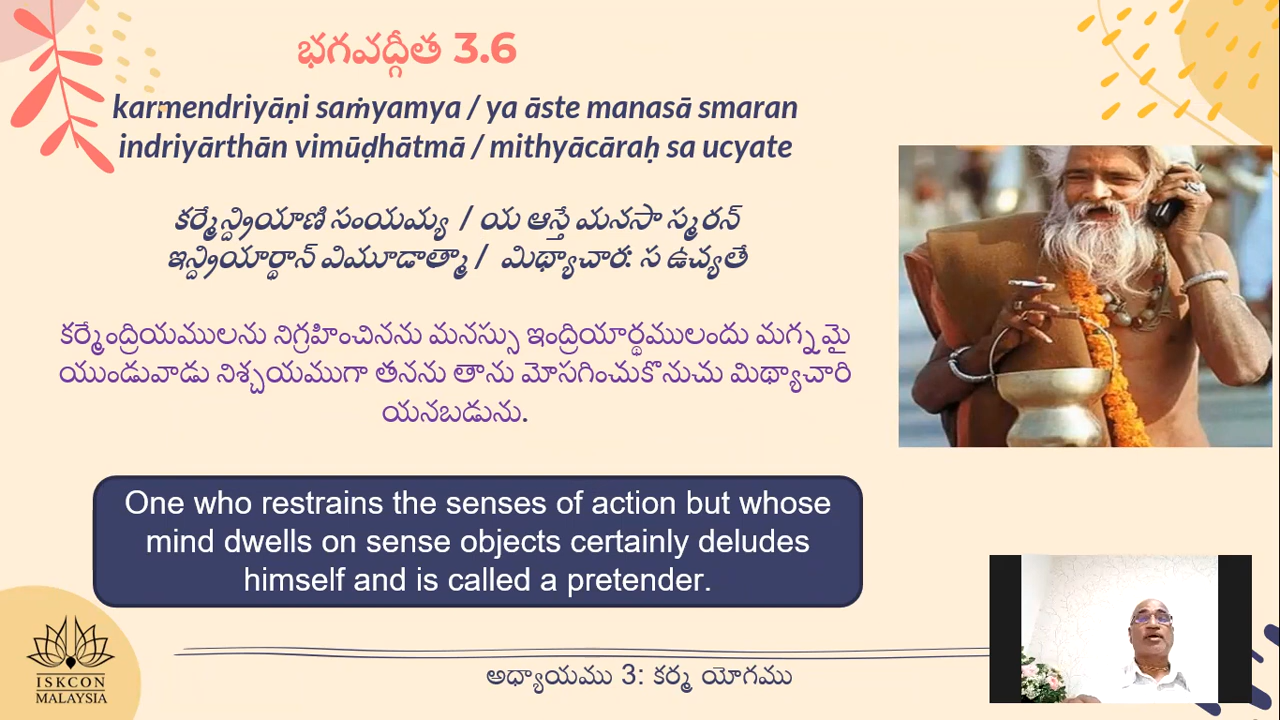 భగవద్గీత 3.6
karmendriyāṇi saṁyamya / ya āste manasā smaran
indriyārthān vimūḍhātmā / mithyācāraḥ sa ucyate
కర్మేన్ద్రియాణి సంయమ్య / య ఆస్తే మనసా స్మరన్
ఇన్ద్రియార్థాన్ విమూడాత్మా / మిథ్యాచారః స ఉచ్యతే
కర్మేంద్రియములను నిగ్రహించినను మనస్సు ఇంద్రియార్థములందు మగ్నమై
యుండువాడు నిశ్చయముగా తనను తాను మోసగించుకొనుచు మిథ్యాచారి
యనబడును.
One who restrains the senses of action but whose
mind dwells on sense objects certainly deludes
himself and is called a pretender.
ISKCON
MALAYSIA
అధ్యాయము 3: కర్మ యోగము